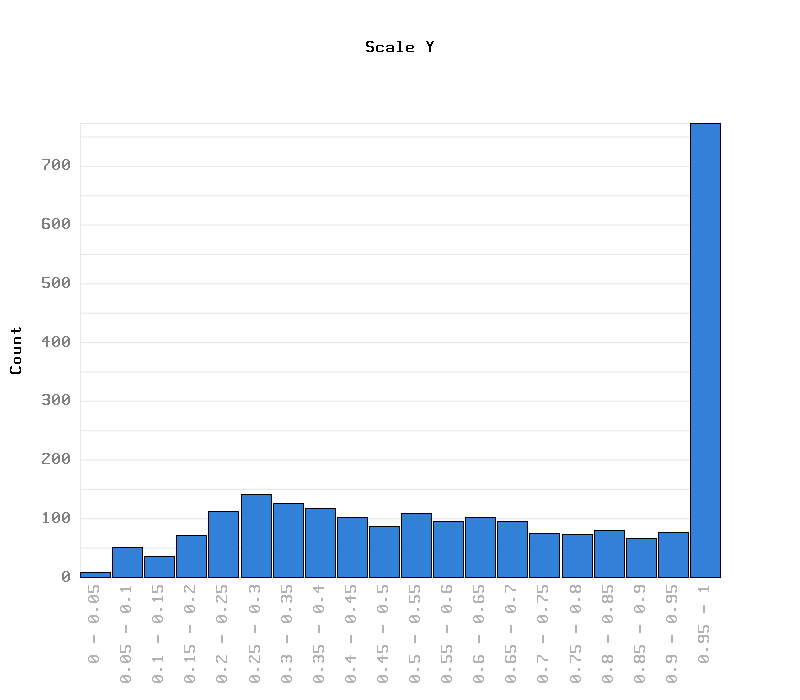 Scale Y
Count
700
600
500
400
300
200
100
0
0 - 0.05
0.05 - 0.1
0.1 - 0.15
0.15 - 0.2
0.2 - 0.25
0.25 - 0.3
0.3 - 0.35
0.35 - 0.4
0.4 - 0.45
0.45 - 0.5
0.5 - 0.55
0.55 - 0.6
0.6 - 0.65
0.65 - 0.7
0.7 - 0.75
0.75 - 0.8
0.8 - 0.85
0.85 - 0.9
0.9 - 0.95
0.95 - 1